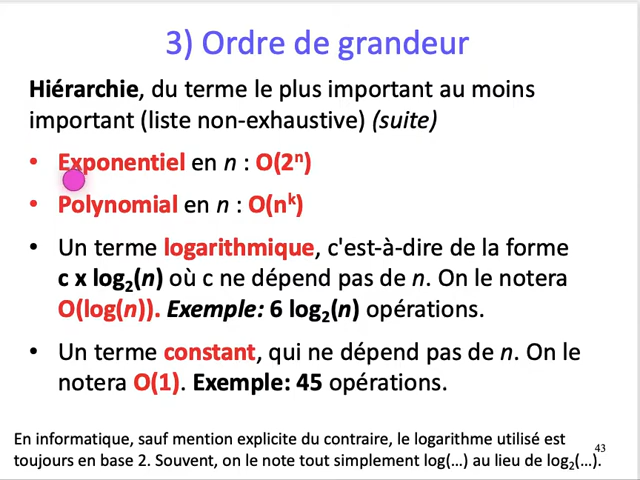 3) Ordre de grandeur
Hiérarchie, du terme le plus important au moins
important (liste non-exhaustive) (suite)
• Exponentiel en n : O(2ⁿ)
• Polynomial en n : O(nᵏ)
• Un terme logarithmique, c'est-à-dire de la forme
c x log₂(n) où c ne dépend pas de n. On le notera
O(log(n)). Exemple: 6 log₂(n) opérations.
• Un terme constant, qui ne dépend pas de n. On le
notera O(1). Exemple: 45 opérations.
En informatique, sauf mention explicite du contraire, le logarithme utilisé est
toujours en base 2. Souvent, on le note tout simplement log(…) au lieu de log₂(…).
43